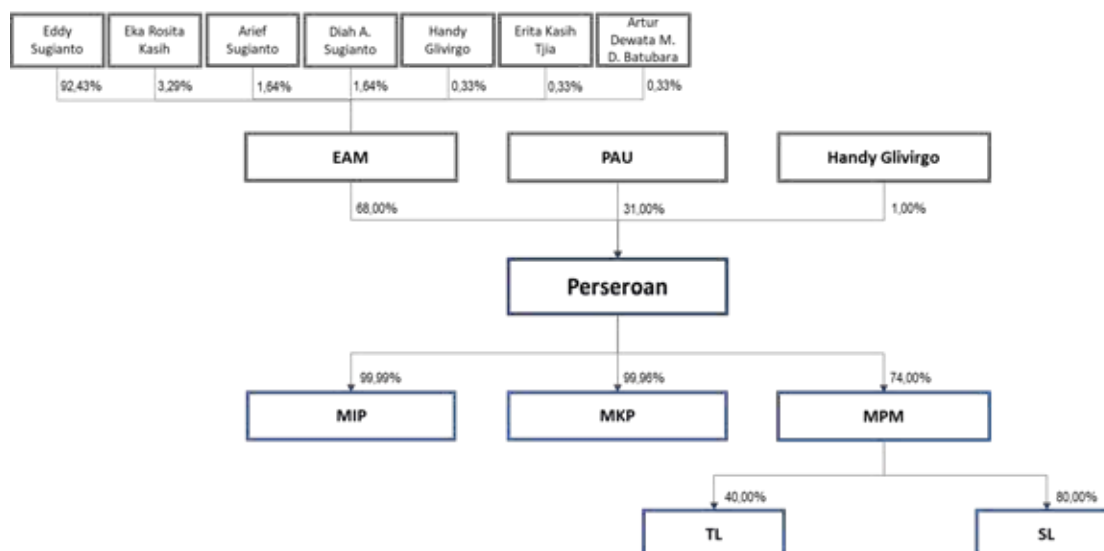 Eddy
Sugianto
Eka Rosita
Kasih
Arief
Sugianto
Diah A.
Sugianto
Handy
Glivirgo
Erita Kasih
Tjia
Artur
Dewata M.
D. Batubara
92,43%
3,29%
1,64%
1,64%
0,33%
0,33%
0,33%
EAM
PAU
Handy Glivirgo
68,00%
31,00%
1,00%
Perseroan
99,99%
99,96%
74,00%
MIP
MKP
MPM
40,00%
80,00%
TL
SL